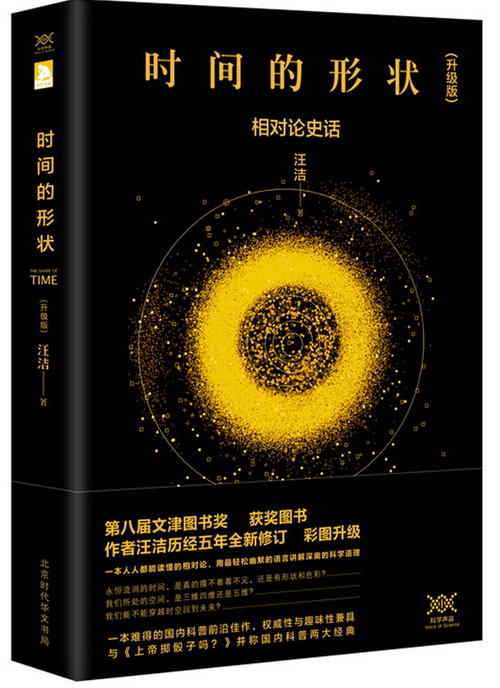 时间的形状
(升级版)
相对论史话
汪洁
著
第八届文津图书奖 获奖图书
作者汪洁历经五年全新修订 彩图升级
一本人人都能读懂的相对论，用最轻松幽默的语言讲解深奥的科学道理
永恒流淌的时间，是真的摸不着看不见，还是有形状和色彩？
我们所处的空间，是三维四维还是五维？
我们能不能穿越时空回到未来？
一本难得的国内科普前沿佳作，权威性与趣味性兼具
与《上帝掷骰子吗？》并称国内科普两大经典
科学声音
Voice of Science
科学声音
时间的形状
THE SHAPE OF
TIME
(升级版)
汪洁
著
北京时代华文书局